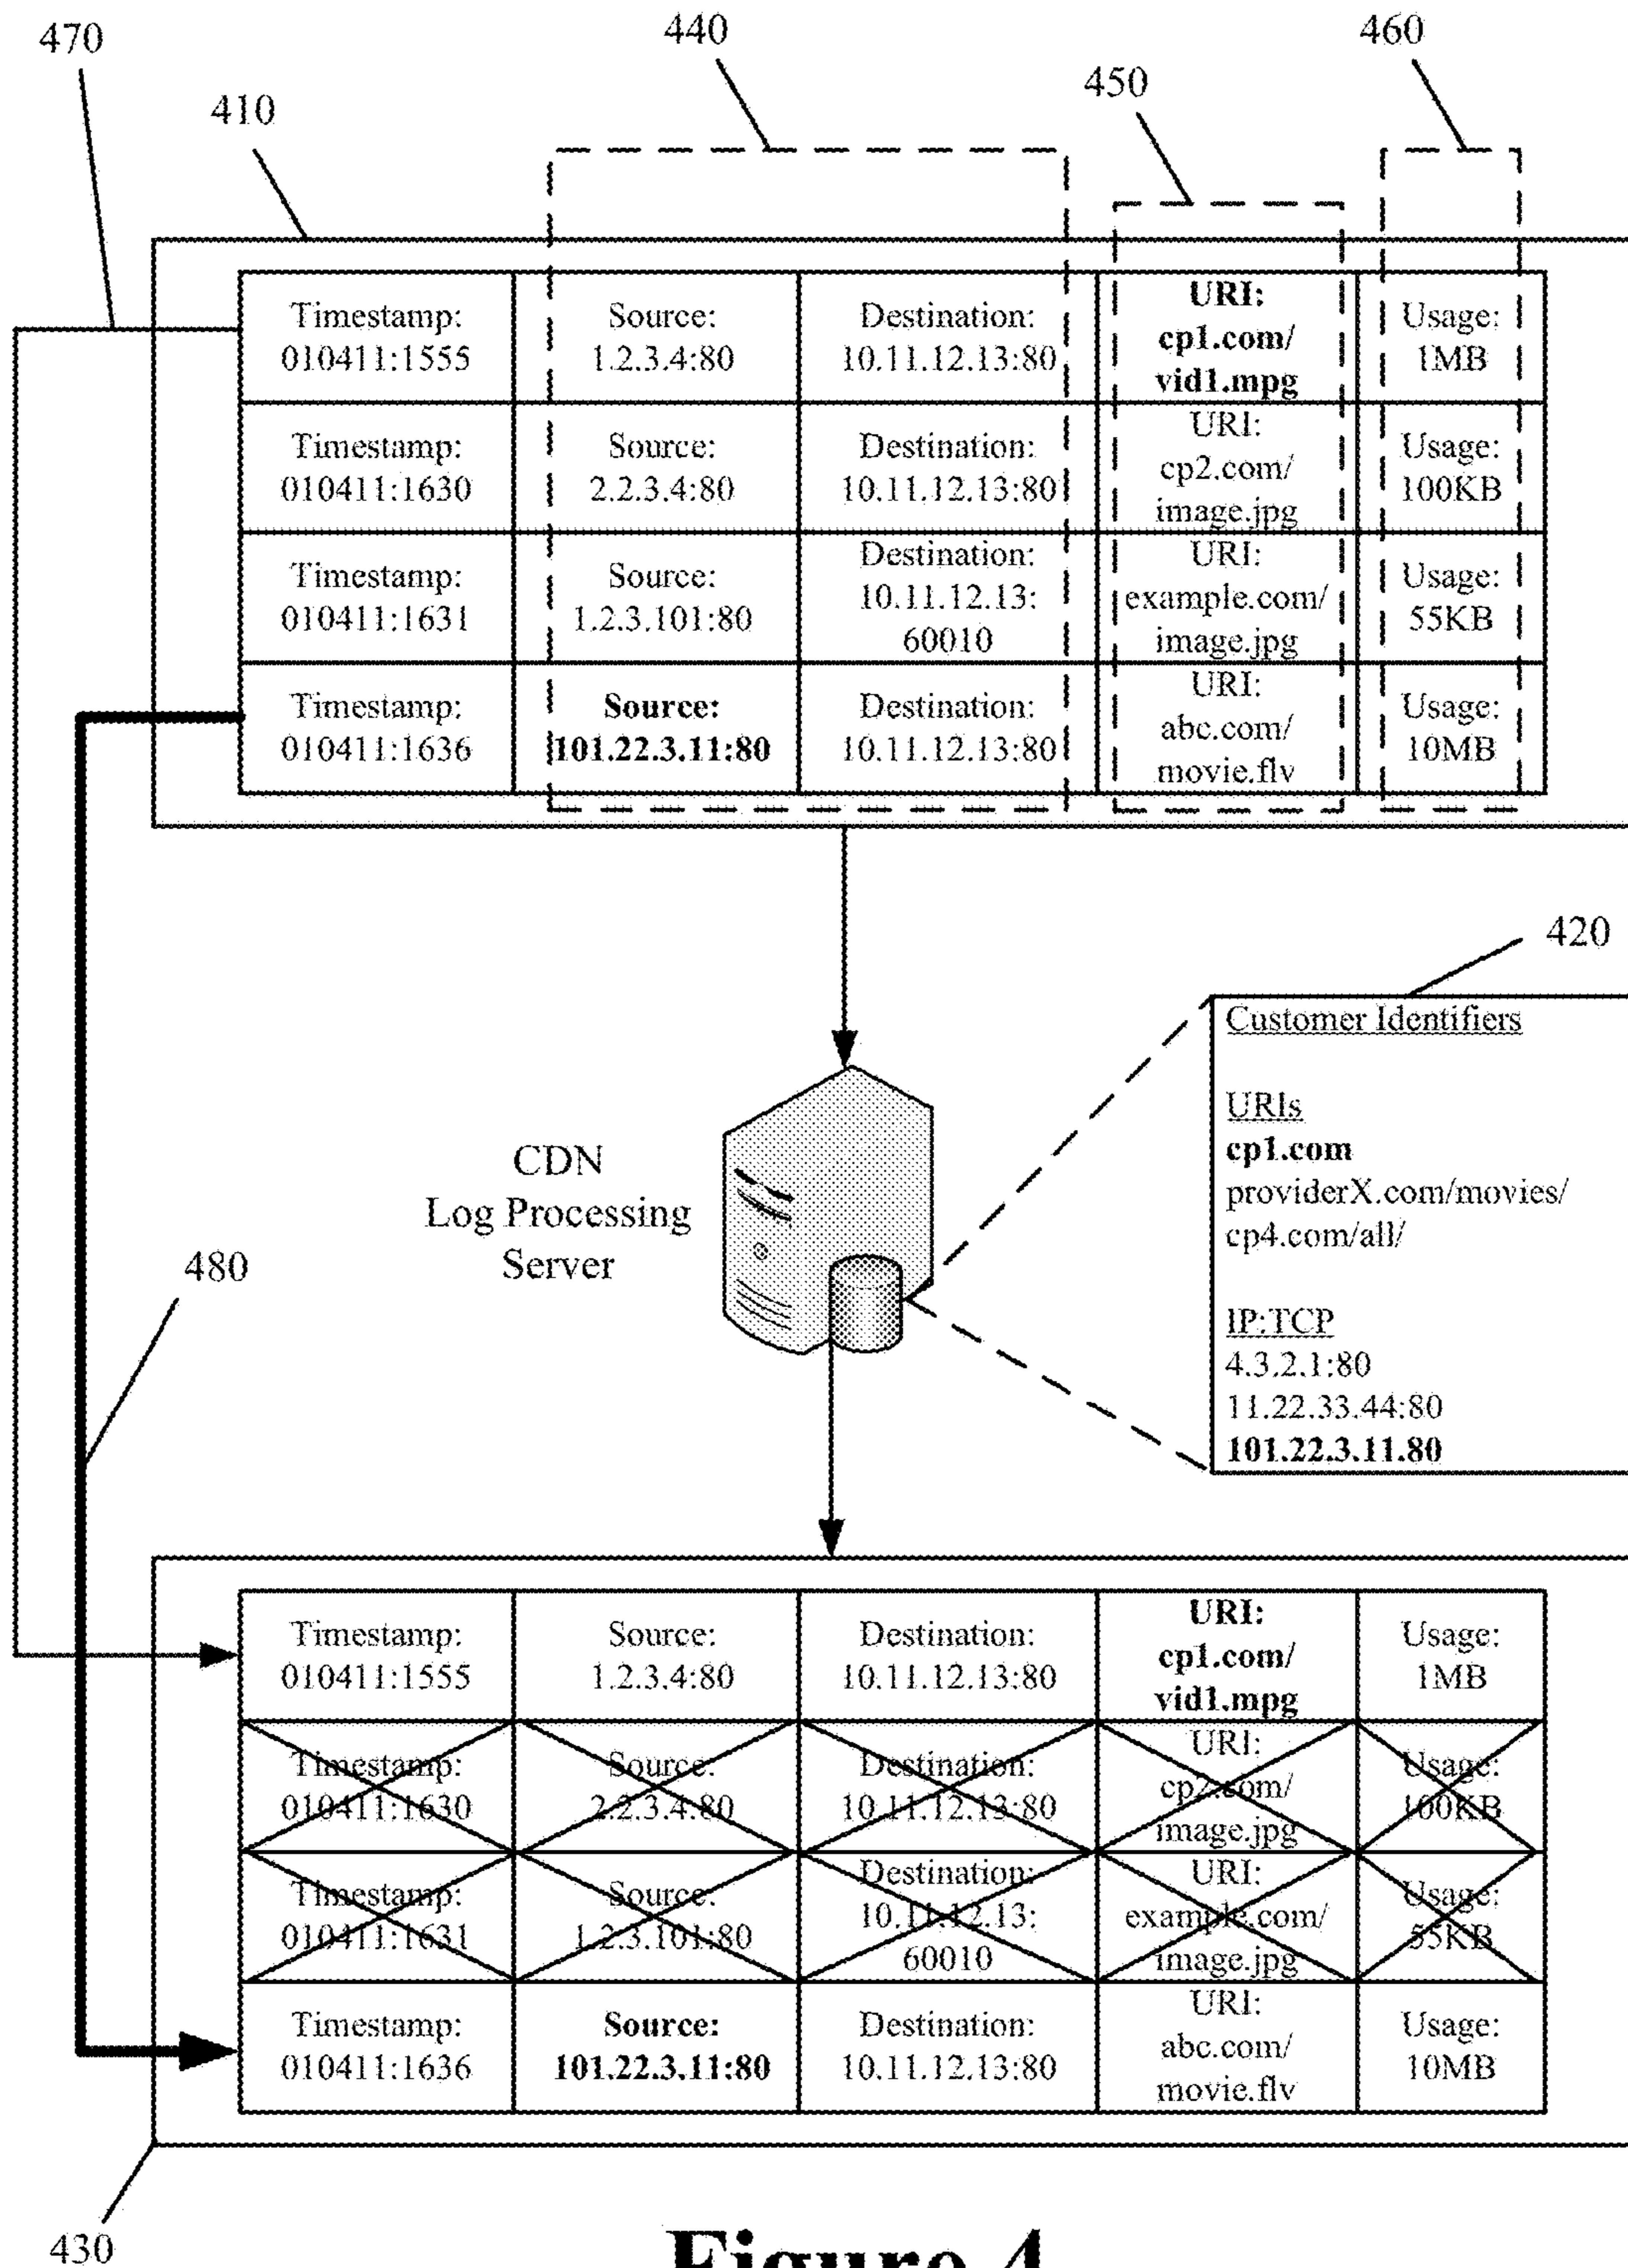 470
440
460
410
450
Timestamp: Source: Destination: URI: Usage:
010411:1555 1.2.3.4:80 10.11.12.13:80 cp1.com/ 1MB
vid1.mpg
Timestamp: Source: Destination: URI: Usage:
010411:1630 2.2.3.4:80 10.11.12.13:80 cp2.com/ 100KB
image.jpg
Timestamp: Source: Destination: URI: Usage:
010411:1631 1.2.3.101:80 10.11.12.13: example.com/ 55KB
60010 image.jpg
Timestamp: Source: Destination: URI: Usage:
010411:1636 101.22.3.11:80 10.11.12.13:80 abc.com/ 10MB
movie.flv
420
Customer Identifiers
URIs
cp1.com
providerX.com/movies/
cp4.com/all/
IP:TCP
4.3.2.1:80
11.22.33.44:80
101.22.3.11.80
CDN
Log Processing
Server
480
Timestamp: Source: Destination: URI: Usage:
010411:1555 1.2.3.4:80 10.11.12.13:80 cp1.com/ 1MB
vid1.mpg
Timestamp: Source: Destination: URI: Usage:
010411:1630 2.2.3.4:80 10.11.12.13:80 cp2.com/ 100KB
image.jpg
Timestamp: Source: Destination: URI: Usage:
010411:1631 1.2.3.101:80 10.11.12.13: example.com/ 55KB
60010 image.jpg
Timestamp: Source: Destination: URI: Usage:
010411:1636 101.22.3.11:80 10.11.12.13:80 abc.com/ 10MB
movie.flv
430
Figure 4